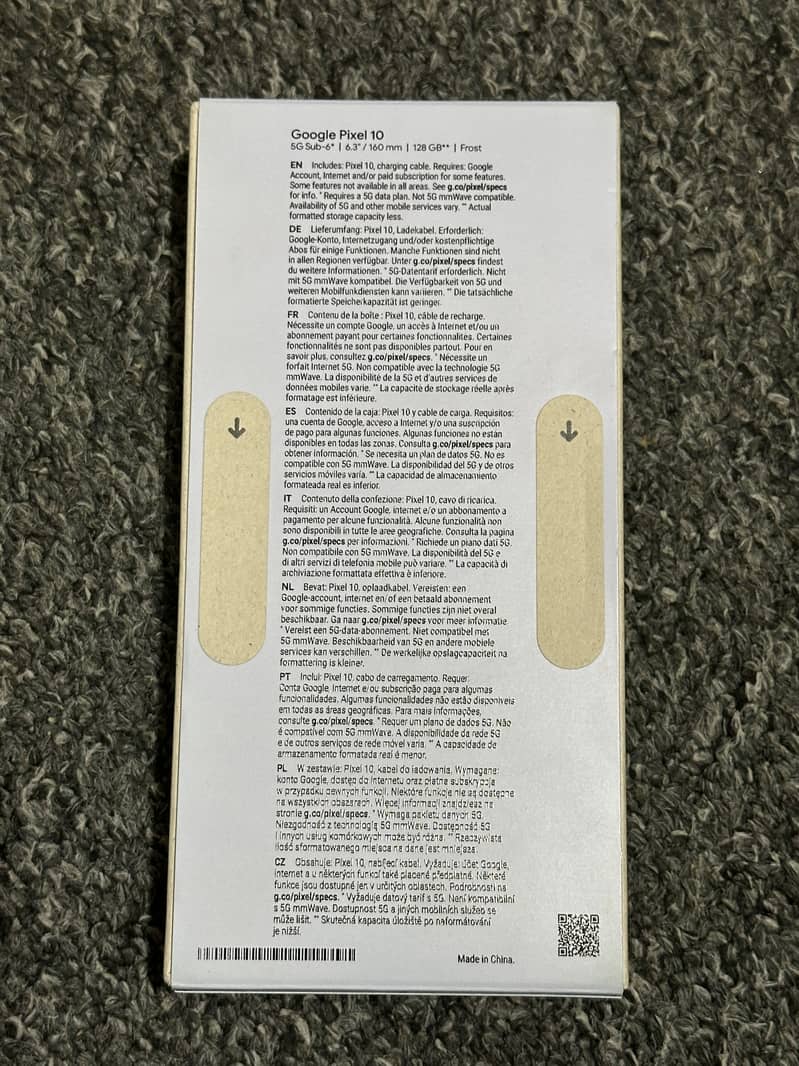 Google Pixel 10
5G Sub-6* | 6.3" / 160 mm | 128 GB** | Frost
EN Includes: Pixel 10, charging cable. Requires: Google
Account, Internet and/or paid subscription for some features.
Some features not available in all areas. See g.co/pixel/specs
for info. *Requires a 5G data plan. Not 5G mmWave compatible.
Availability of 5G and other mobile services vary. **Actual
formatted storage capacity less.
DE Lieferumfang: Pixel 10, Ladekabel. Erforderlich:
Google-Konto, Internetzugang und/oder kostenpflichtige
Abos für einige Funktionen. Manche Funktionen sind nicht
in allen Regionen verfügbar. Unter g.co/pixel/specs findest
du weitere Informationen. *5G-Datentarif erforderlich. Nicht
mit 5G mmWave kompatibel. Die Verfügbarkeit von 5G und
weiteren Mobilfunkdiensten kann variieren. **Die tatsächliche
formatierte Speicherkapazität ist geringer.
FR Contenu de la boîte : Pixel 10, câble de recharge.
Nécessite un compte Google, un accès à Internet et/ou un
abonnement payant pour certaines fonctionnalités. Certaines
fonctionnalités ne sont pas disponibles partout. Pour en
savoir plus, consultez g.co/pixel/specs. *Nécessite un
forfait Internet 5G. Non compatible avec la technologie 5G
mmWave. La disponibilité de la 5G et d'autres services de
données mobiles varie. **La capacité de stockage réelle après
formatage est inférieure.
ES Contenido de la caja: Pixel 10 y cable de carga. Requisitos:
una cuenta de Google, acceso a Internet y/o una suscripción
de pago para algunas funciones. Algunas funciones no están
disponibles en todas las zonas. Consulta g.co/pixel/specs para
obtener información. *Se necesita un plan de datos 5G. No es
compatible con 5G mmWave. La disponibilidad del 5G y de otros
servicios móviles varía. **La capacidad de almacenamiento
formateada real es inferior.
IT Contenuto della confezione: Pixel 10, cavo di ricarica.
Requisiti: un Account Google, internet e/o un abbonamento a
pagamento per alcune funzionalità. Alcune funzionalità non
sono disponibili in tutte le aree geografiche. Consulta la pagina
g.co/pixel/specs per informazioni. *Richiede un piano dati 5G.
Non compatibile con 5G mmWave. La disponibilità del 5G e
di altri servizi di telefonia mobile può variare. **La capacità di
archiviazione formattata effettiva è inferiore.
NL Bevat: Pixel 10, oplaadkabel. Vereisten: een
Google-account, internet en/of een betaald abonnement
voor sommige functies. Sommige functies zijn niet overal
beschikbaar. Ga naar g.co/pixel/specs voor meer informatie.
*Vereist een 5G-data-abonnement. Niet compatibel met
5G mmWave. Beschikbaarheid van 5G en andere mobiele
services kan verschillen. **De werkelijke opslagcapaciteit na
formattering is kleiner.
PT Inclui: Pixel 10, cabo de carregamento. Requer:
Conta Google, Internet e/ou subscrição paga para algumas
funcionalidades. Algumas funcionalidades não estão disponíveis
em todas as áreas geográficas. Para mais informações,
consulte g.co/pixel/specs. *Requer um plano de dados 5G. Não
é compatível com 5G mmWave. A disponibilidade da rede 5G
e de outros serviços de rede móvel varia. **A capacidade de
armazenamento formatada real é menor.
PL W zestawie: Pixel 10, kabel do ładowania. Wymagane:
konto Google, dostęp do internetu oraz płatne subskrypcje
w przypadku pewnych funkcji. Niektóre funkcje nie są dostępne
na wszystkich obszarach. Więcej informacji znajdziesz na
stronie g.co/pixel/specs. *Wymaga pakietu danych 5G.
Niezgodność z technologią 5G mmWave. Dostępność 5G
i innych usług komórkowych może być różna. **Rzeczywista
ilość sformatowanego miejsca na dane jest mniejsza.
CZ Obsahuje: Pixel 10, nabíjecí kabel. Vyžaduje: účet Google,
internet a u některých funkcí také placené předplatné. Některé
funkce jsou dostupné jen v určitých oblastech. Podrobnosti na
g.co/pixel/specs. *Vyžaduje datový tarif s 5G. Není kompatibilní
s 5G mmWave. Dostupnost 5G a jiných mobilních služeb se
může lišit. **Skutečná kapacita úložiště po naformátování
je nižší.
Made in China.